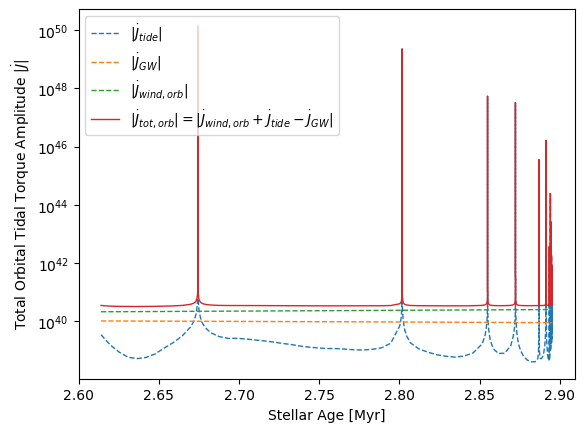 |J̇_tide|
|J̇_GW|
|J̇_wind,orb|
|J̇_tot,orb| = |J̇_wind,orb + J̇_tide − J̇_GW|
Total Orbital Tidal Torque Amplitude |J̇|
10^50
10^48
10^46
10^44
10^42
10^40
2.60 2.65 2.70 2.75 2.80 2.85 2.90
Stellar Age [Myr]